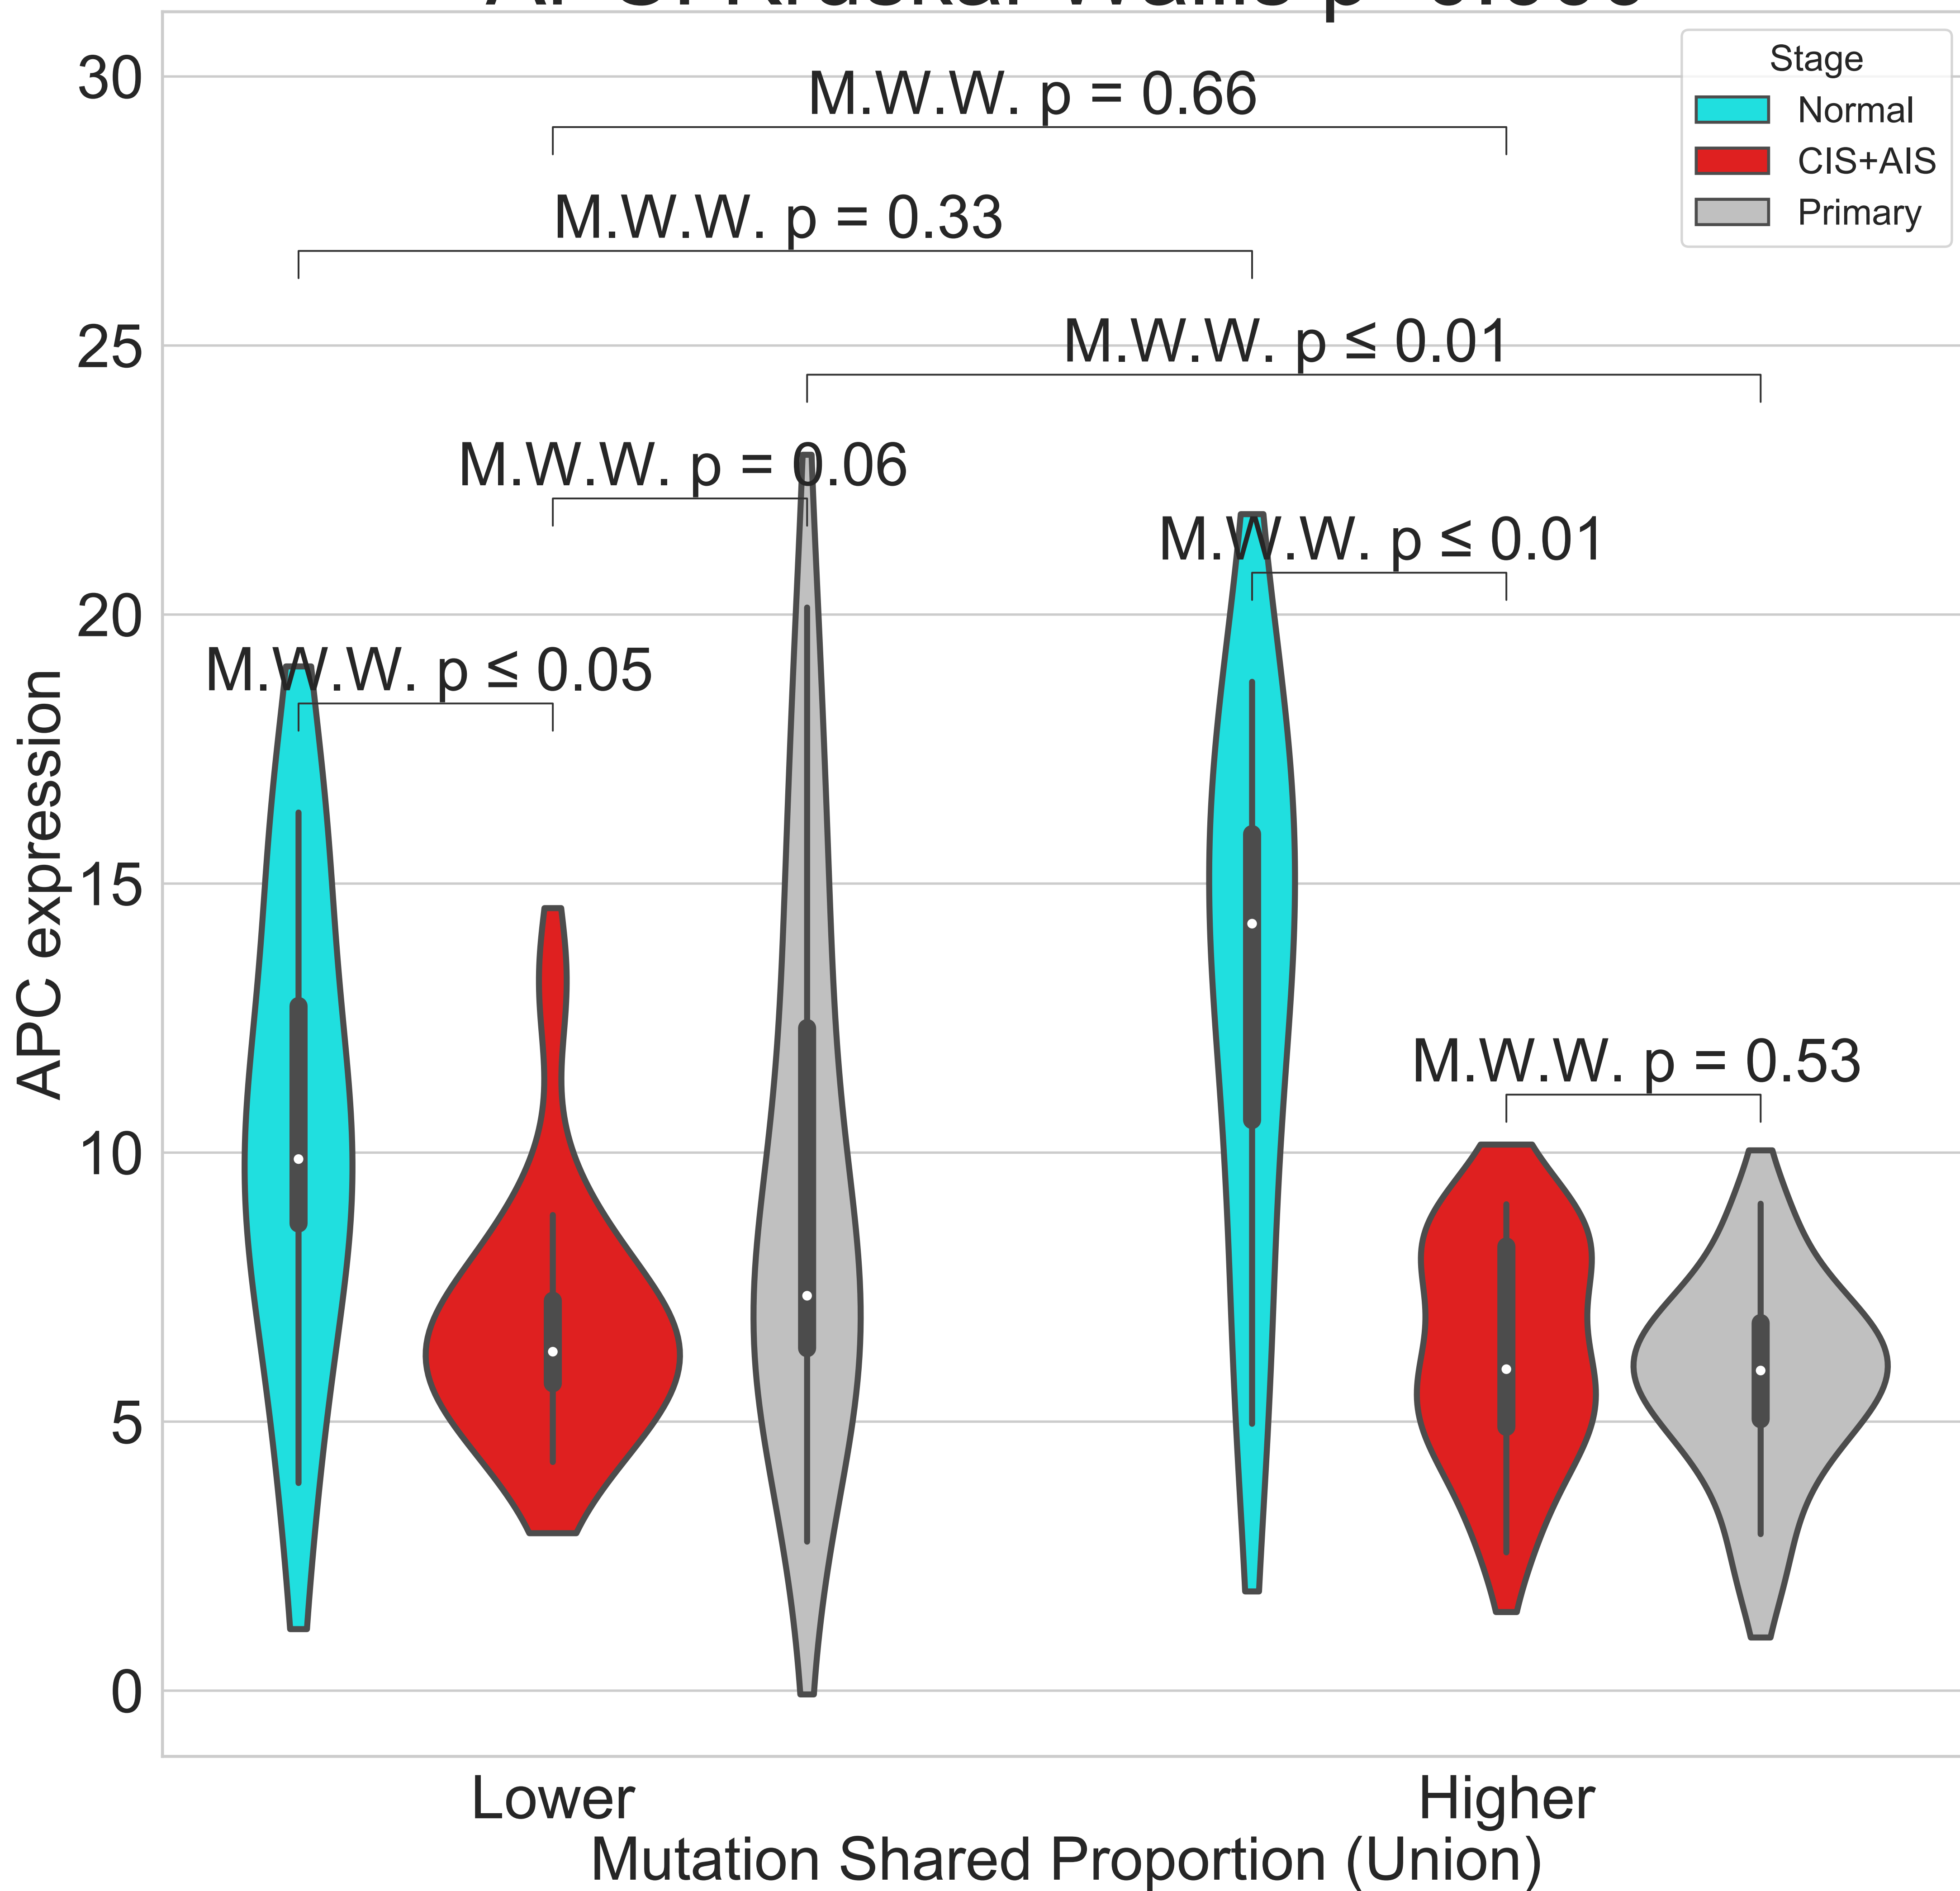 30
25
20
15
10
5
0
APC expression
M.W.W. p = 0.66
M.W.W. p = 0.33
M.W.W. p ≤ 0.01
M.W.W. p = 0.06
M.W.W. p ≤ 0.01
M.W.W. p ≤ 0.05
M.W.W. p = 0.53
Stage
Normal
CIS+AIS
Primary
Lower
Higher
Mutation Shared Proportion (Union)